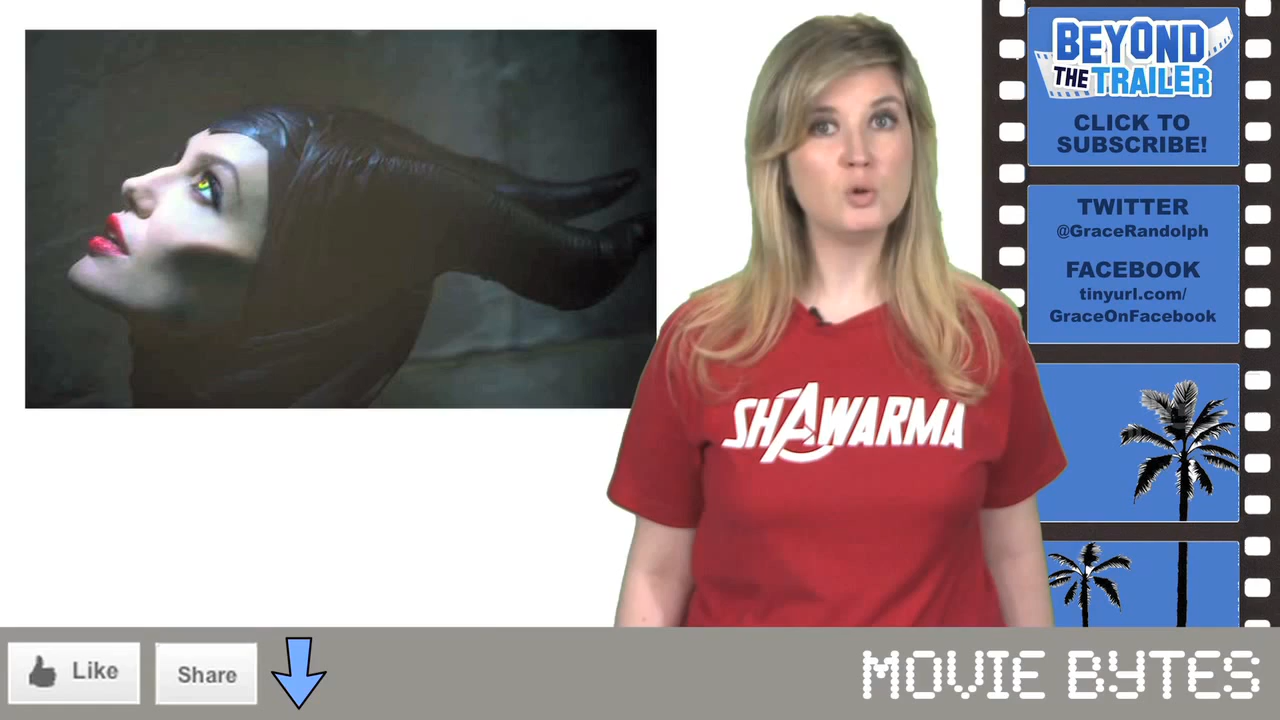 BEYOND
THE TRAILER
CLICK TO
SUBSCRIBE!
TWITTER
@GraceRandolph
FACEBOOK
tinyurl.com/
GraceOnFacebook
SHAWARMA
Like
Share
MOVIE BYTES